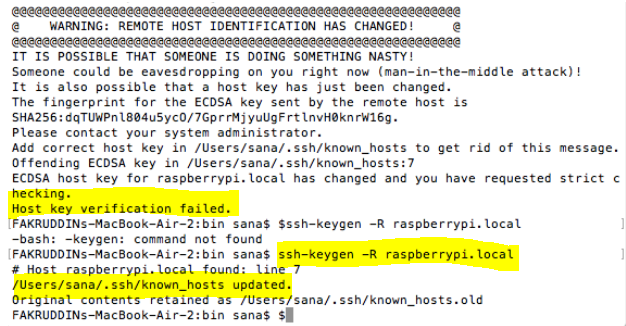 @@@@@@@@@@@@@@@@@@@@@@@@@@@@@@@@@@@@@@@@@@@@@@@@@@@@@@@@@@@
@    WARNING: REMOTE HOST IDENTIFICATION HAS CHANGED!     @
@@@@@@@@@@@@@@@@@@@@@@@@@@@@@@@@@@@@@@@@@@@@@@@@@@@@@@@@@@@
IT IS POSSIBLE THAT SOMEONE IS DOING SOMETHING NASTY!
Someone could be eavesdropping on you right now (man-in-the-middle attack)!
It is also possible that a host key has just been changed.
The fingerprint for the ECDSA key sent by the remote host is
SHA256:dqTUWPnl804u5ycO/7GprrMjyuUgFrtlnvH0knrW16g.
Please contact your system administrator.
Add correct host key in /Users/sana/.ssh/known_hosts to get rid of this message.
Offending ECDSA key in /Users/sana/.ssh/known_hosts:7
ECDSA host key for raspberrypi.local has changed and you have requested strict c
hecking.
Host key verification failed.
[FAKRUDDINs-MacBook-Air-2:bin sana$ $ssh-keygen -R raspberrypi.local ]
-bash: -keygen: command not found
[FAKRUDDINs-MacBook-Air-2:bin sana$ ssh-keygen -R raspberrypi.local ]
# Host raspberrypi.local found: line 7
/Users/sana/.ssh/known_hosts updated.
Original contents retained as /Users/sana/.ssh/known_hosts.old
FAKRUDDINs-MacBook-Air-2:bin sana$ $